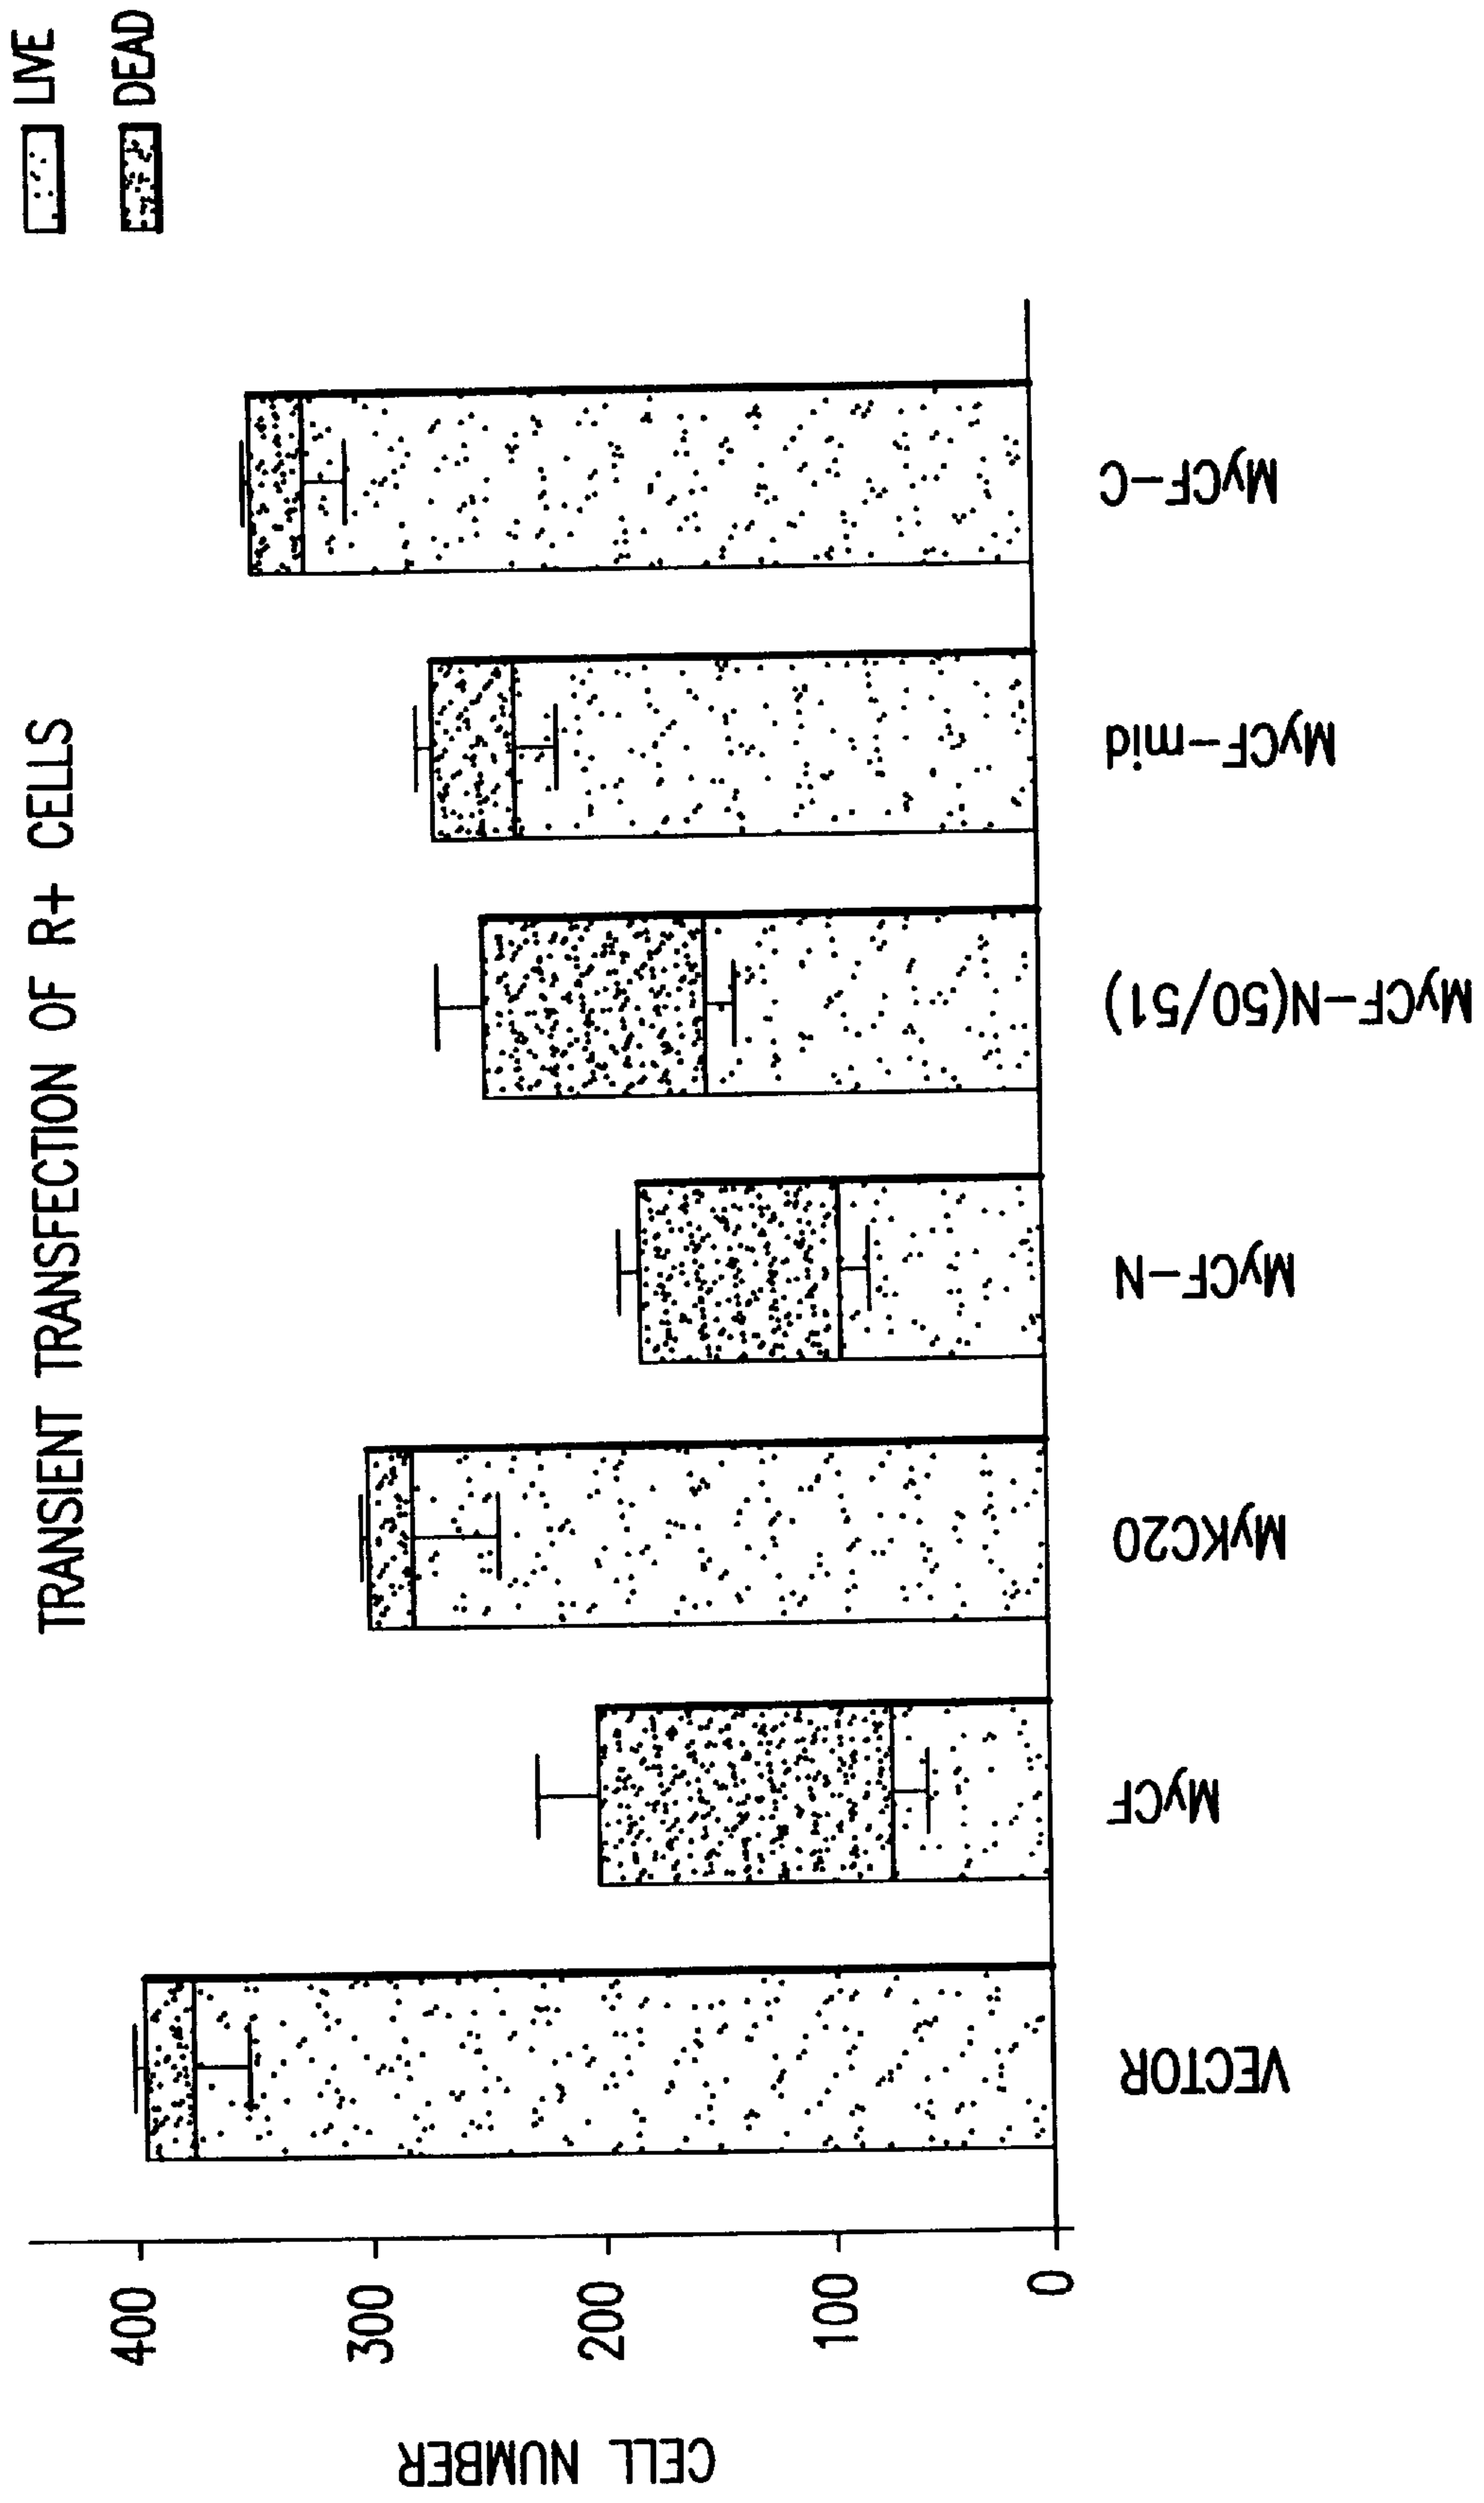 TRANSIENT TRANSFECTION OF R+ CELLS
LIVE
DEAD
CELL NUMBER
400
300
200
100
0
VECTOR
MyCF
MyKC20
MyCF-N
MyCF-N(50/51)
MyCF-mid
MyCF-C